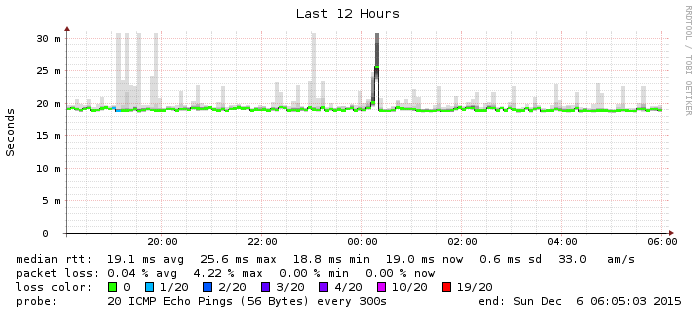 Last 12 Hours
RRDTOOL / TOBI OETIKER
Seconds
30 m
25 m
20 m
15 m
10 m
5 m
0
20:00 22:00 00:00 02:00 04:00 06:00
median rtt: 19.1 ms avg 25.6 ms max 18.8 ms min 19.0 ms now 0.6 ms sd 33.0 am/s
packet loss: 0.04 % avg 4.22 % max 0.00 % min 0.00 % now
loss color: 0 1/20 2/20 3/20 4/20 10/20 19/20
probe: 20 ICMP Echo Pings (56 Bytes) every 300s end: Sun Dec 6 06:05:03 2015